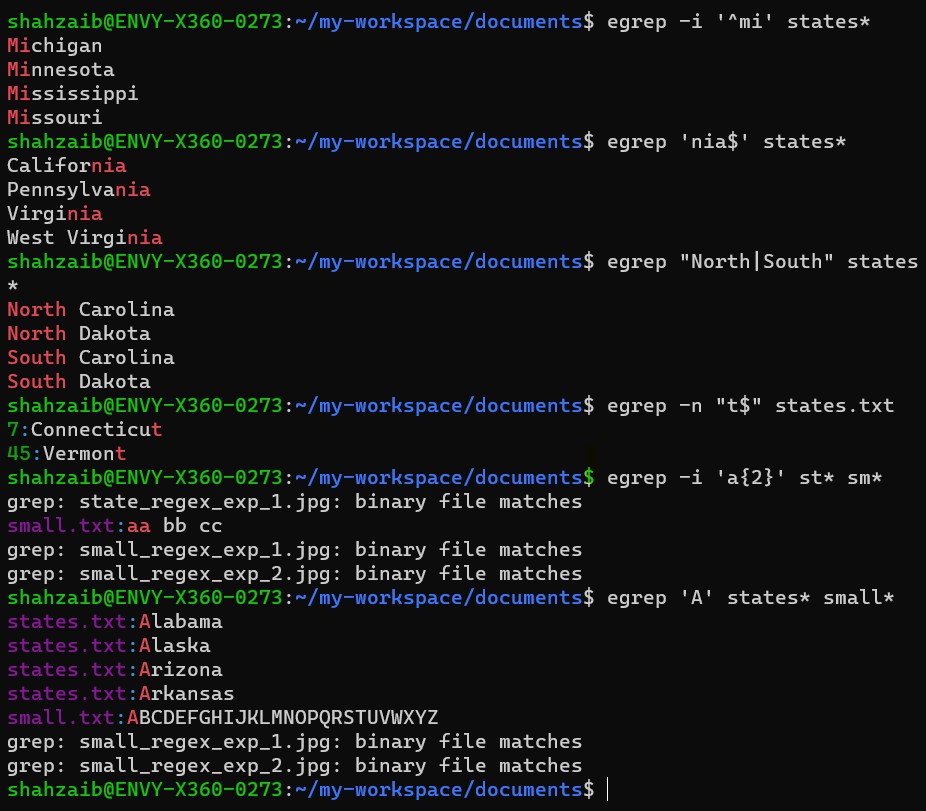 shahzaib@ENVY-X360-0273:~/my-workspace/documents$ egrep -i '^mi' states*
Michigan
Minnesota
Mississippi
Missouri
shahzaib@ENVY-X360-0273:~/my-workspace/documents$ egrep 'nia$' states*
California
Pennsylvania
Virginia
West Virginia
shahzaib@ENVY-X360-0273:~/my-workspace/documents$ egrep "North|South" states
*
North Carolina
North Dakota
South Carolina
South Dakota
shahzaib@ENVY-X360-0273:~/my-workspace/documents$ egrep -n "t$" states.txt
7:Connecticut
45:Vermont
shahzaib@ENVY-X360-0273:~/my-workspace/documents$ egrep -i 'a{2}' st* sm*
grep: state_regex_exp_1.jpg: binary file matches
small.txt:aa bb cc
grep: small_regex_exp_1.jpg: binary file matches
grep: small_regex_exp_2.jpg: binary file matches
shahzaib@ENVY-X360-0273:~/my-workspace/documents$ egrep 'A' states* small*
states.txt:Alabama
states.txt:Alaska
states.txt:Arizona
states.txt:Arkansas
small.txt:ABCDEFGHIJKLMNOPQRSTUVWXYZ
grep: small_regex_exp_1.jpg: binary file matches
grep: small_regex_exp_2.jpg: binary file matches
shahzaib@ENVY-X360-0273:~/my-workspace/documents$